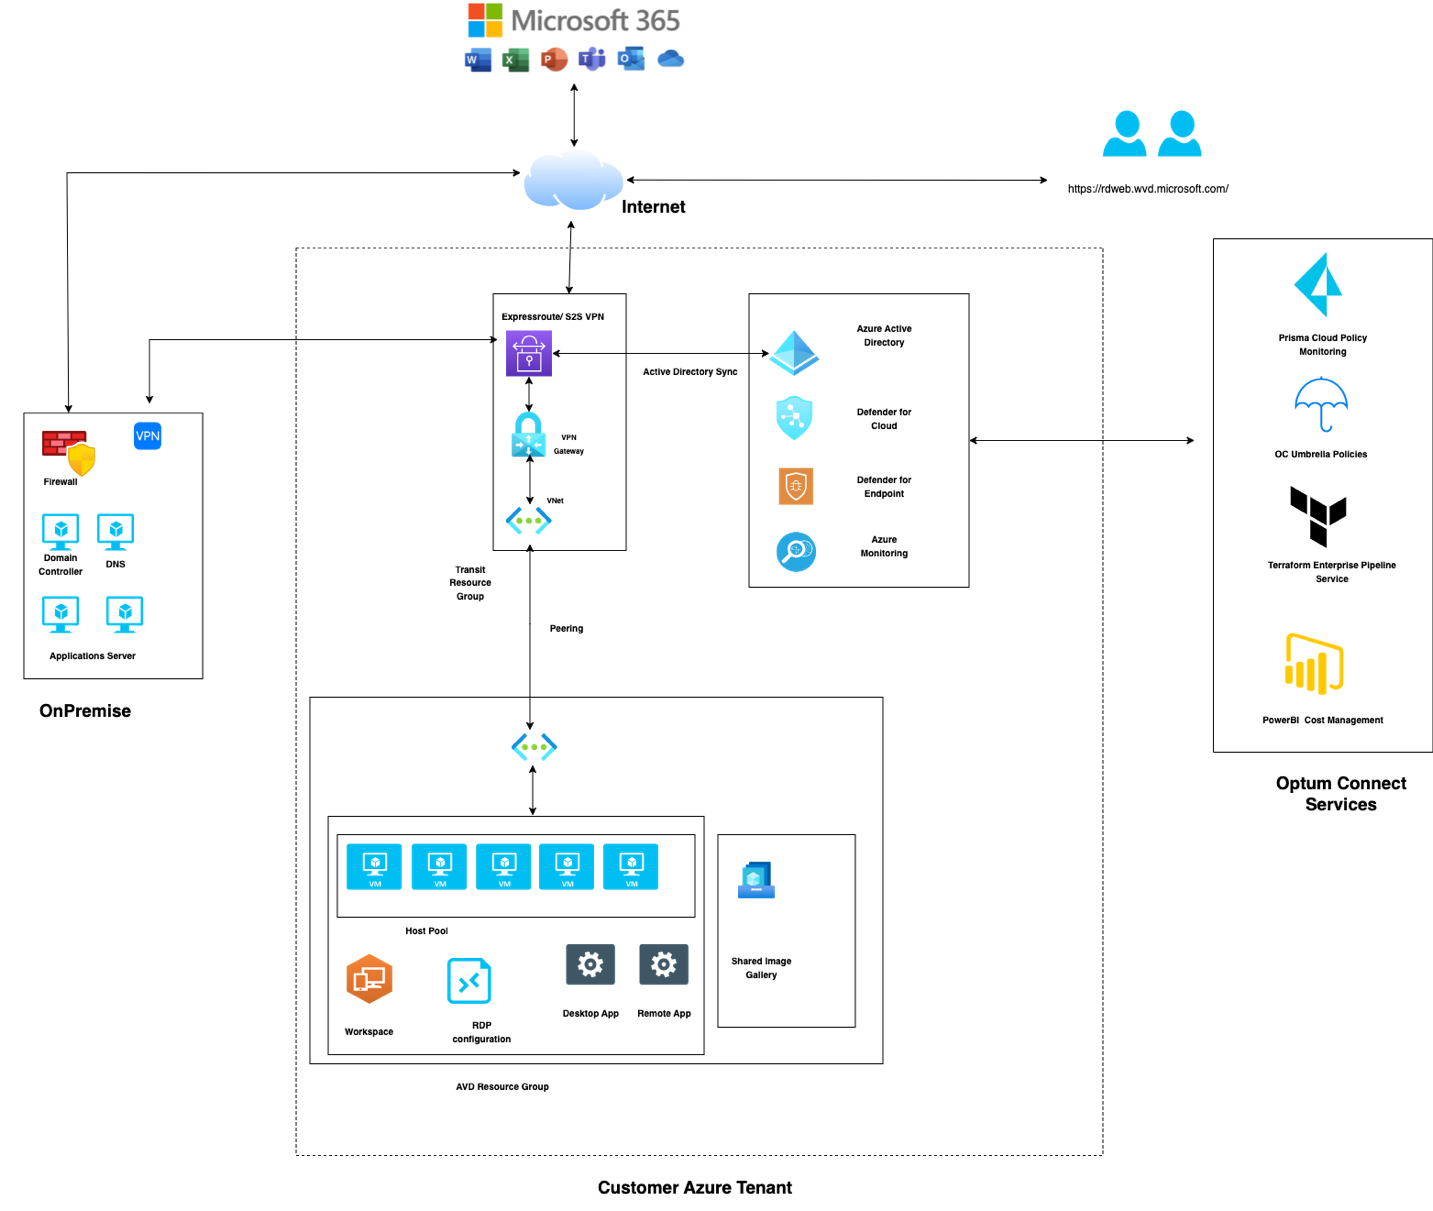 Microsoft 365
W
X
P
T
O
Internet
https://rdweb.wvd.microsoft.com/
Expressroute/ S2S VPN
Active Directory Sync
VPN
Gateway
VNet
Transit
Resource
Group
Peering
Azure Active
Directory
Defender for
Cloud
Defender for
Endpoint
Azure
Monitoring
Prisma Cloud Policy
Monitoring
OC Umbrella Policies
Terraform Enterprise Pipeline
Service
PowerBI Cost Management
Optum Connect
Services
VPN
Firewall
Domain
Controller
DNS
Applications Server
OnPremise
VM
VM
VM
VM
VM
Host Pool
Workspace
RDP
configuration
Desktop App
Remote App
Shared Image
Gallery
AVD Resource Group
Customer Azure Tenant